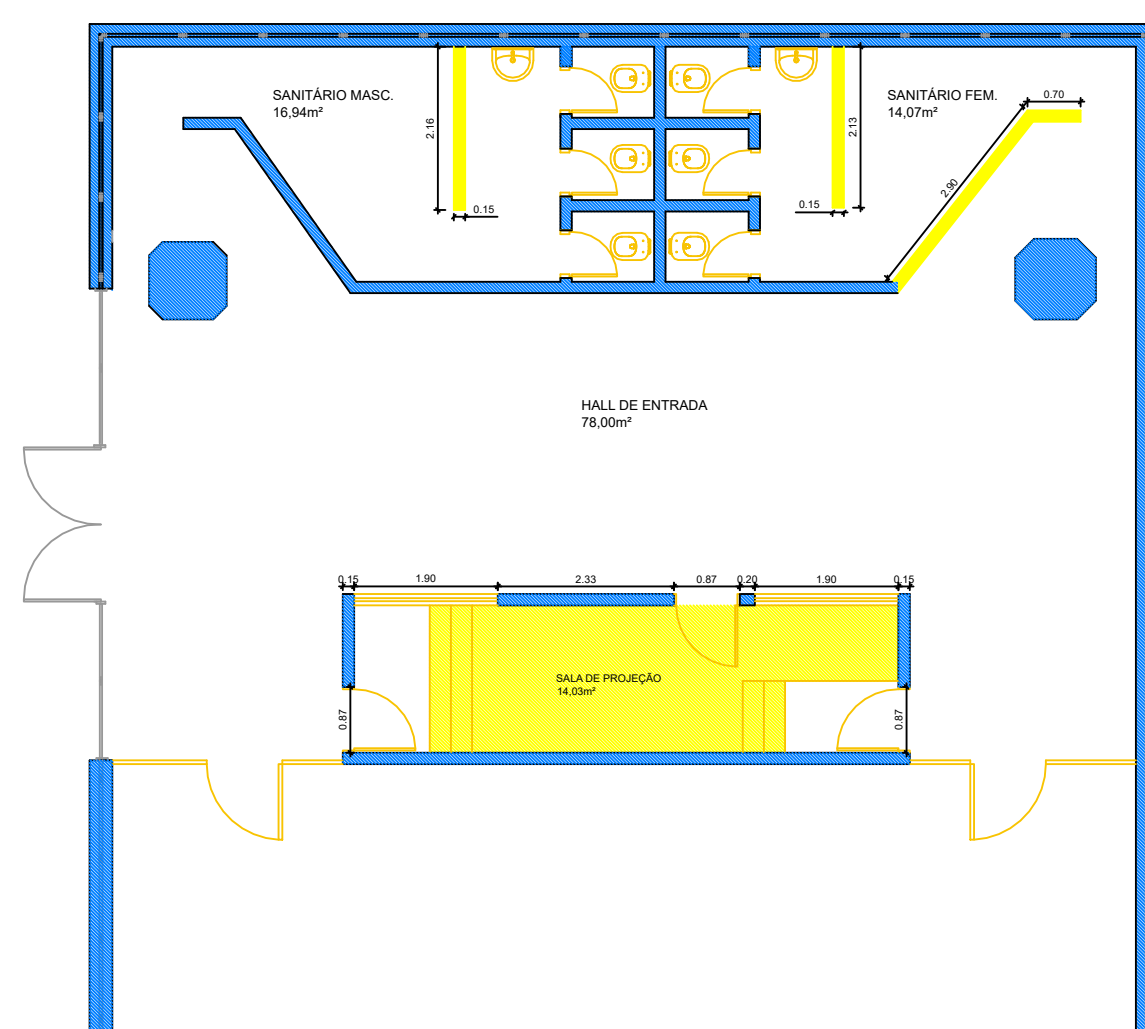 SANITÁRIO MASC.
16,94m²
SANITÁRIO FEM.
14,07m²
0.70
2.16
2.13
2.90
0.15
0.15
HALL DE ENTRADA
78,00m²
0.15
1.90
2.33
0.87
0.20
1.90
0.15
SALA DE PROJEÇÃO
14,03m²
0.87
0.87